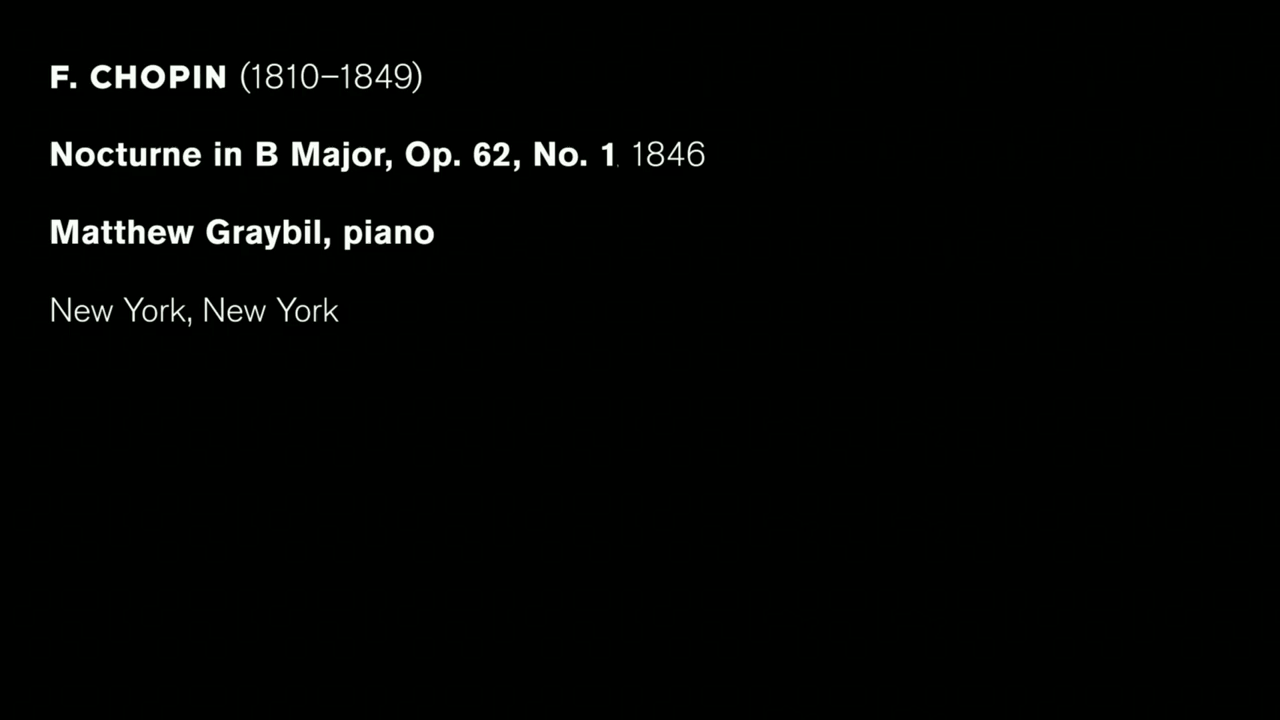 F. CHOPIN (1810–1849)
Nocturne in B Major, Op. 62, No. 1, 1846
Matthew Graybil, piano
New York, New York